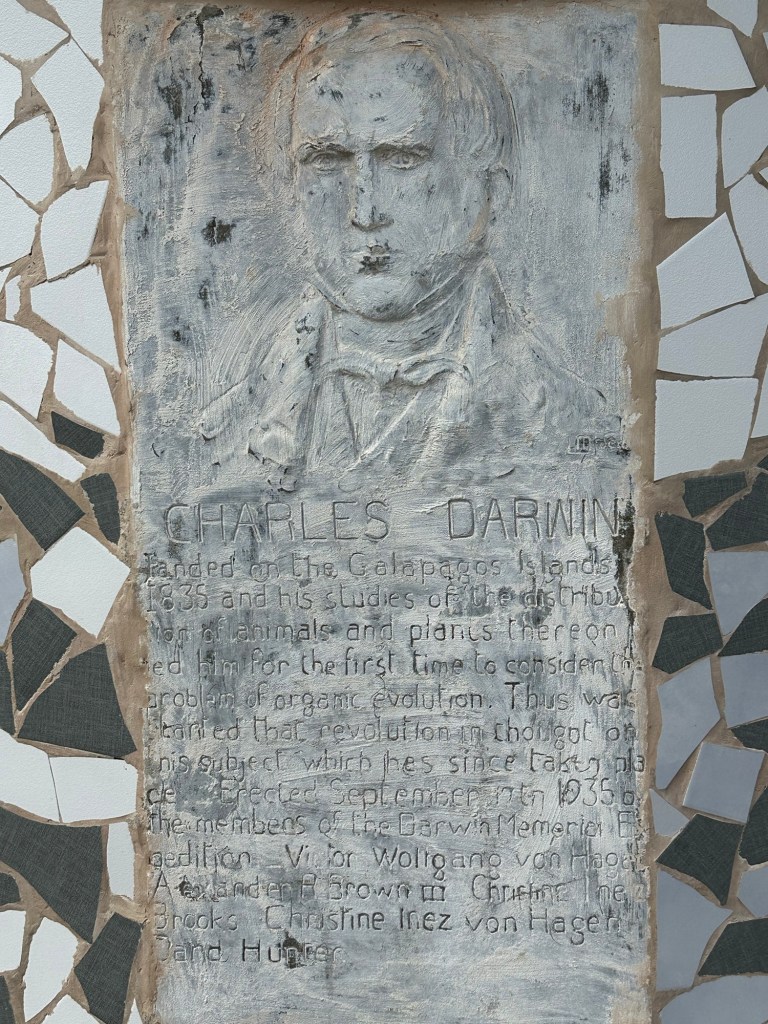 CHARLES DARWIN
landed on the Galapagos Islands
1835 and his studies of the distribu
tion of animals and plants thereon
led him for the first time to consider th
problem of organic evolution. Thus was
started that revolution in thought on
this subject which has since taken pla
ce Erected September 17th 1935 b
the members of the Darwin Memorial Ex
pedition Victor Wolfgang von Hagen
Alexander P Brown III Christine Ine
Brooks Christine Inez von Hagen
Hunter